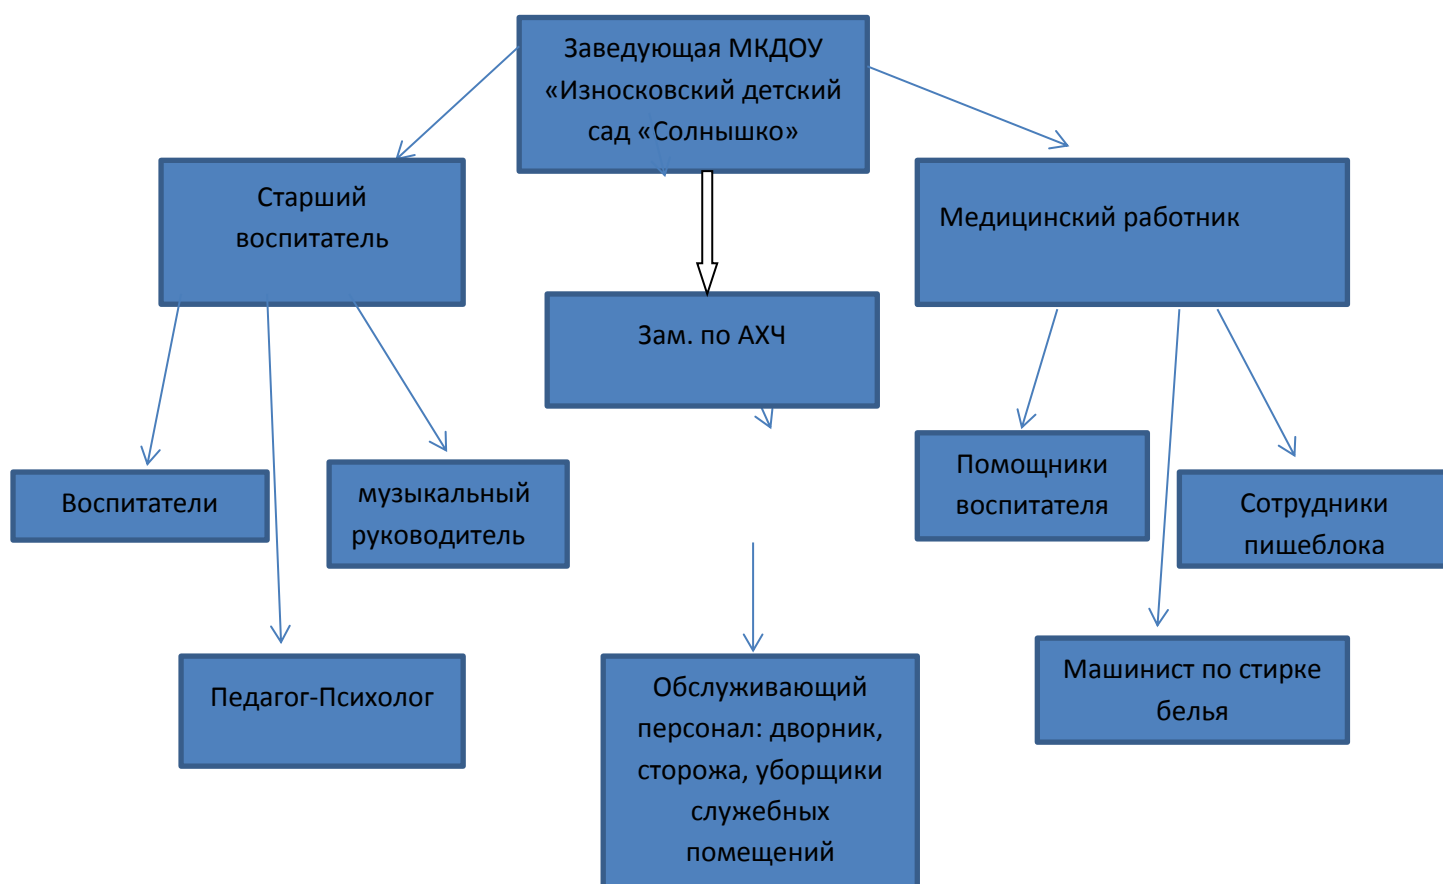 Заведующая МКДОУ
«Износковский детский
сад «Солнышко»
Старший
воспитатель
Медицинский работник
Зам. по АХЧ
Воспитатели
музыкальный
руководитель
Помощники
воспитателя
Сотрудники
пищеблока
Педагог-Психолог
Обслуживающий
персонал: дворник,
сторожа, уборщики
служебных
помещений
Машинист по стирке
белья